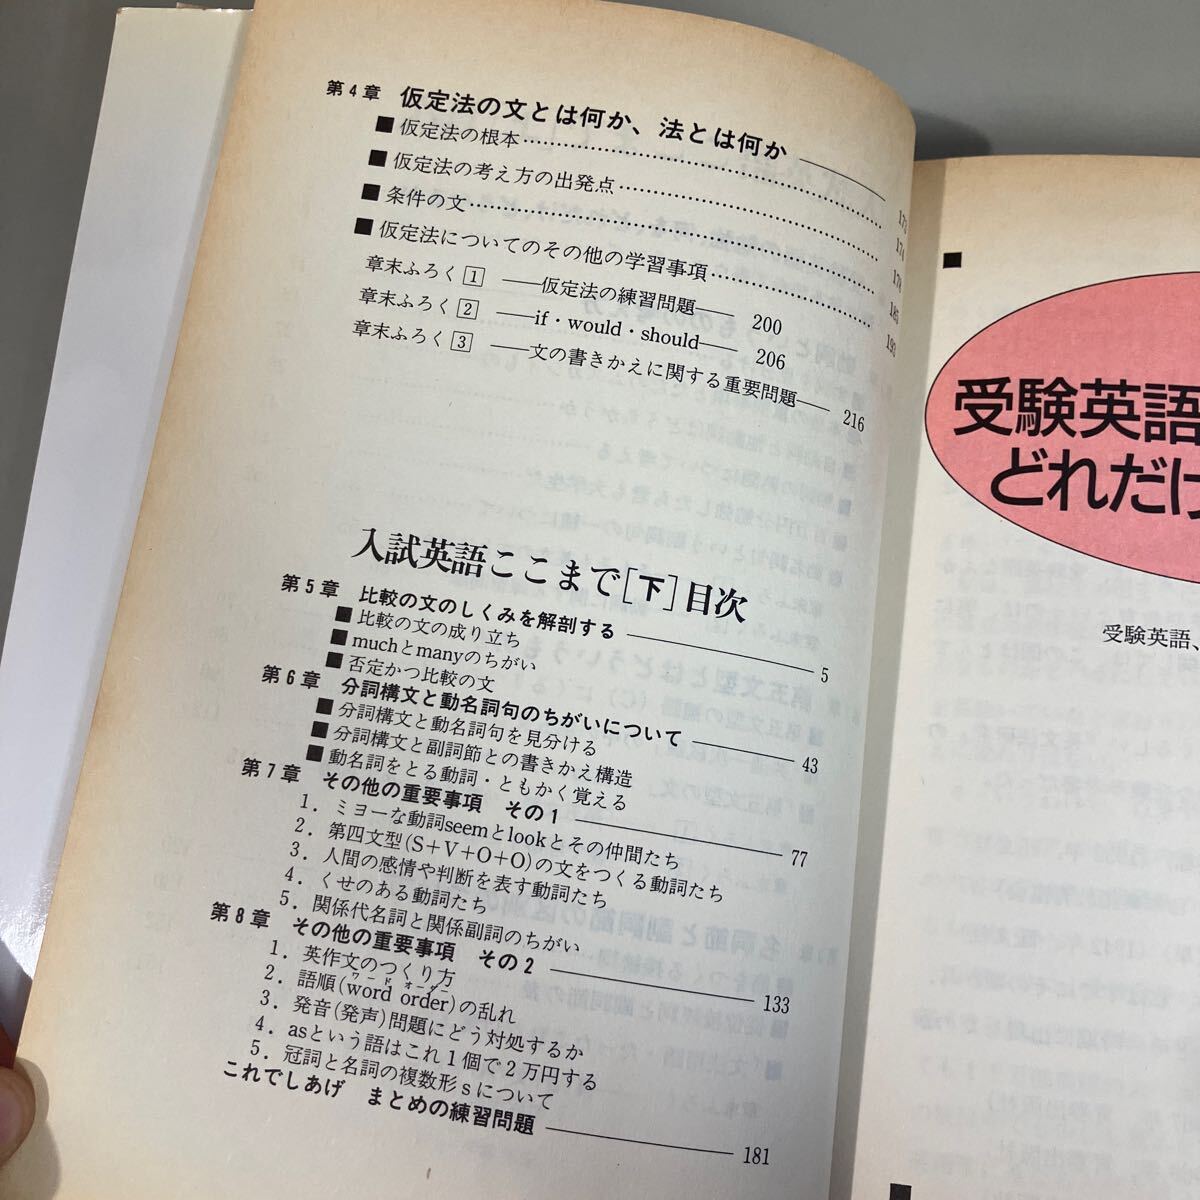 第4章　仮定法の文とは何か、法とは何か―― 173
■仮定法の根本…… 174
■仮定法の考え方の出発点…… 178
■条件の文…… 185
■仮定法についてのその他の学習事項…… 193
章末ふろく1――仮定法の練習問題―― 200
章末ふろく2――if・would・should―― 206
章末ふろく3――文の書きかえに関する重要問題―― 216
入試英語ここまで[下]目次
第5章　比較の文のしくみを解剖する―― 5
■比較の文の成り立ち
■muchとmanyのちがい
■否定かつ比較の文
第6章　分詞構文と動名詞句のちがいについて―― 43
■分詞構文と動名詞句を見分ける
■分詞構文と副詞節との書きかえ構造
■動名詞をとる動詞・ともかく覚える
第7章　その他の重要事項　その1―― 77
1．ミョーな動詞seemとlookとその仲間たち
2．第四文型(S+V+O+O)の文をつくる動詞たち
3．人間の感情や判断を表す動詞たち
4．くせのある動詞たち
5．関係代名詞と関係副詞のちがい
第8章　その他の重要事項　その2―― 133
1．英作文のつくり方
2．語順(word order)の乱れ
ワード オーダー
3．発音(発声)問題にどう対処するか
4．asという語はこれ1個で2万円する
5．冠詞と名詞の複数形sについて
これでしあげ　まとめの練習問題―― 181
受験英語
どれだけ
受験英語、